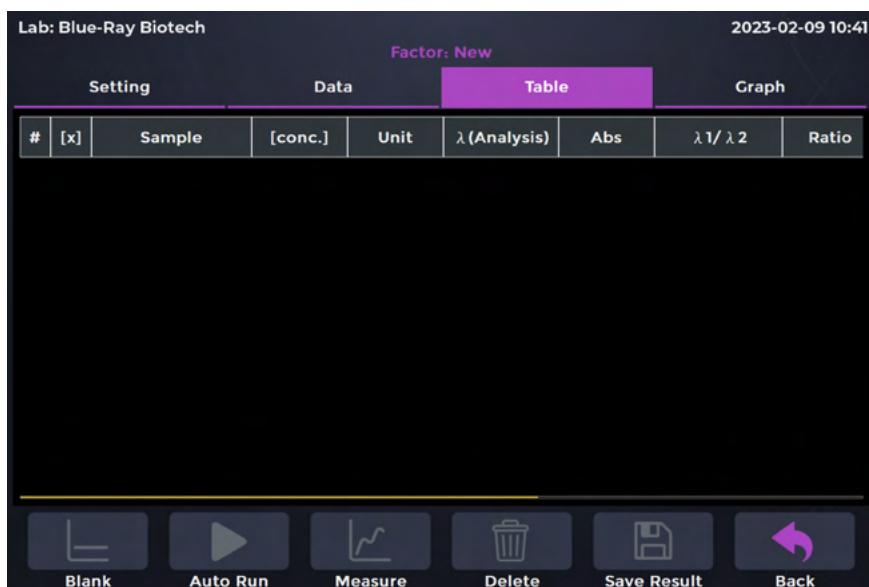 Lab: Blue-Ray Biotech 2023-02-09 10:41
Factor: New
Setting Data Table Graph
# [x] Sample [conc.] Unit λ(Analysis) Abs λ1/λ2 Ratio
Blank Auto Run Measure Delete Save Result Back